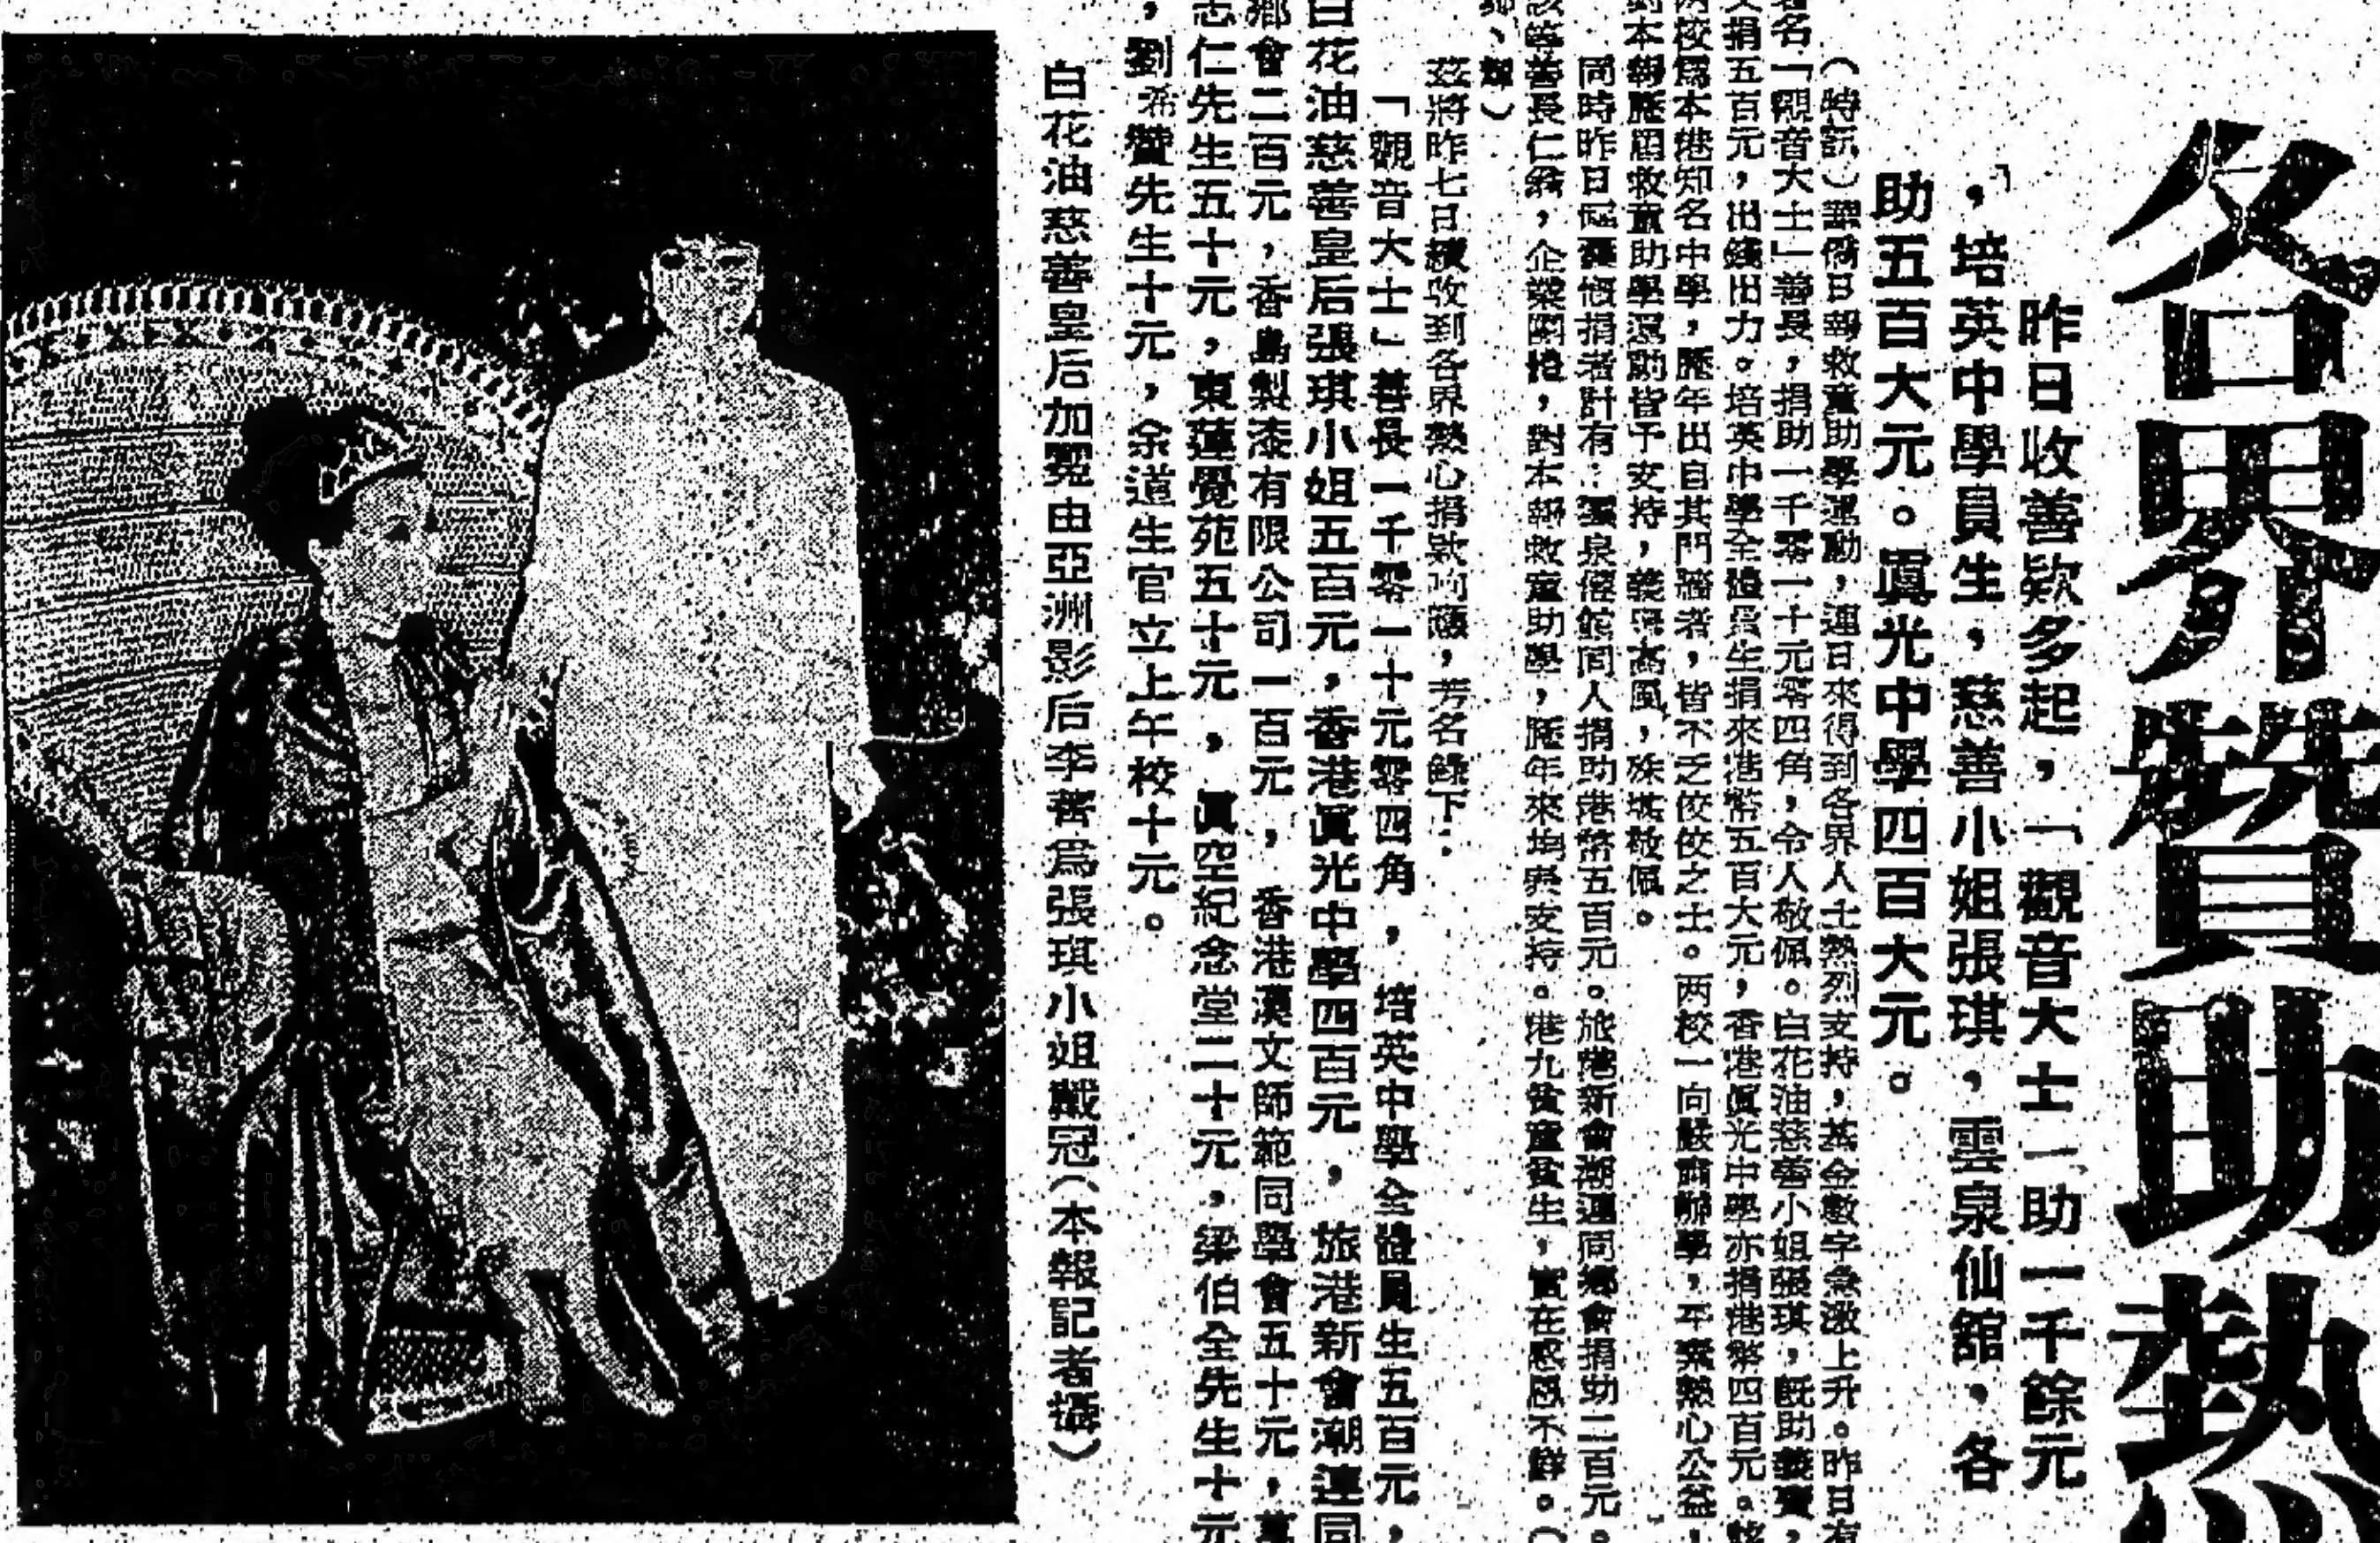 各界贊助熱
昨日收善欵多起，「觀音大士」助一千餘元
，培英中學員生，慈善小姐張琪，雲泉仙館，各
助五百大元。眞光中學四百大元。
（特訊）華僑日報救童助學運動，連日來得到各界人士熱烈支持，基金數字急激上升。昨日有
名「觀音大士」善長，捐助一千零一十元零四角，令人敬佩。白花油慈善小姐張琪，旣助義賣，
捐五百元，出錢出力。培英中學全體員生捐來港幣五百大元，香港眞光中學亦捐港幣四百元。
校爲本港知名中學，歷年出自其門牆者，皆不乏佼佼之士。两校一向嚴肅辦學，平素熱心公益，
本報歷屆救童助學運動皆予支持，義風高風，殊堪敬佩。
同時昨日慷慨捐者計有：雲泉仙館同人捐助港幣五百元。旅港新會潮連同鄉會捐助二百元。
善長仁翁，企業團體，對本報救童助學，歷年來均與支持。港九貧童貧生，實在感恩不鮮。（
茲將昨七日續收到各界熱心捐欵，芳名錄下：
「觀音大士」善長一千零一十元零四角，培英中學全體員生五百元，
白花油慈善皇后張琪小姐五百元，香港眞光中學四百元，旅港新會潮連同
鄉會二百元，香島製漆有限公司一百元，香港漢文師範同學會五十元，
志仁先生五十元，東蓮覺苑五十元，眞空紀念堂二十元，梁伯全先生十元
，劉希贊先生十元，余道生官立上午校十元。
白花油慈善皇后加冕由亞洲影后李菁爲張琪小姐戴冠（本報記者攝）